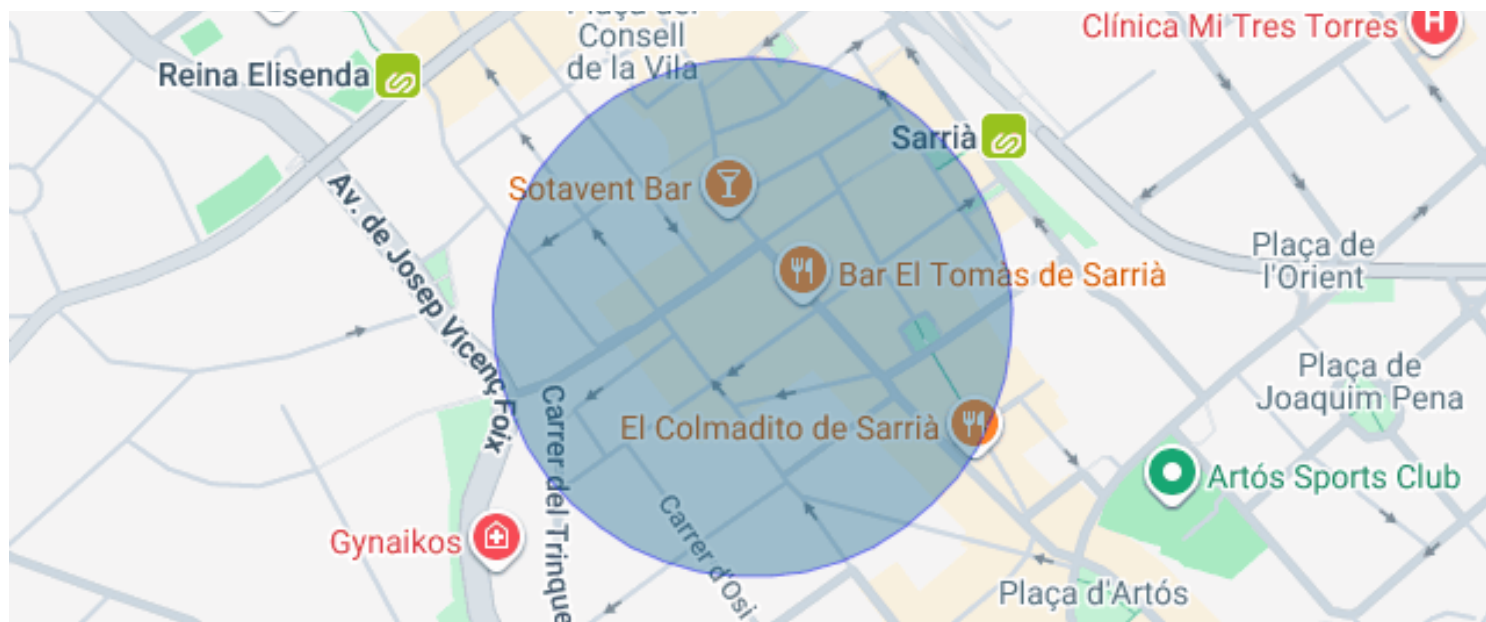 Plaça del
Consell
de la Vila
Clínica Mi Tres Torres
Reina Elisenda
Sarrià
Sotavent Bar
Av. de Josep Vicenç Foix
Plaça de
l'Orient
Bar El Tomàs de Sarrià
Plaça de
Joaquim Pena
Carrer del Trinque
El Colmadito de Sarrià
Artós Sports Club
Carrer d'Osi
Gynaikos
Plaça d'Artós